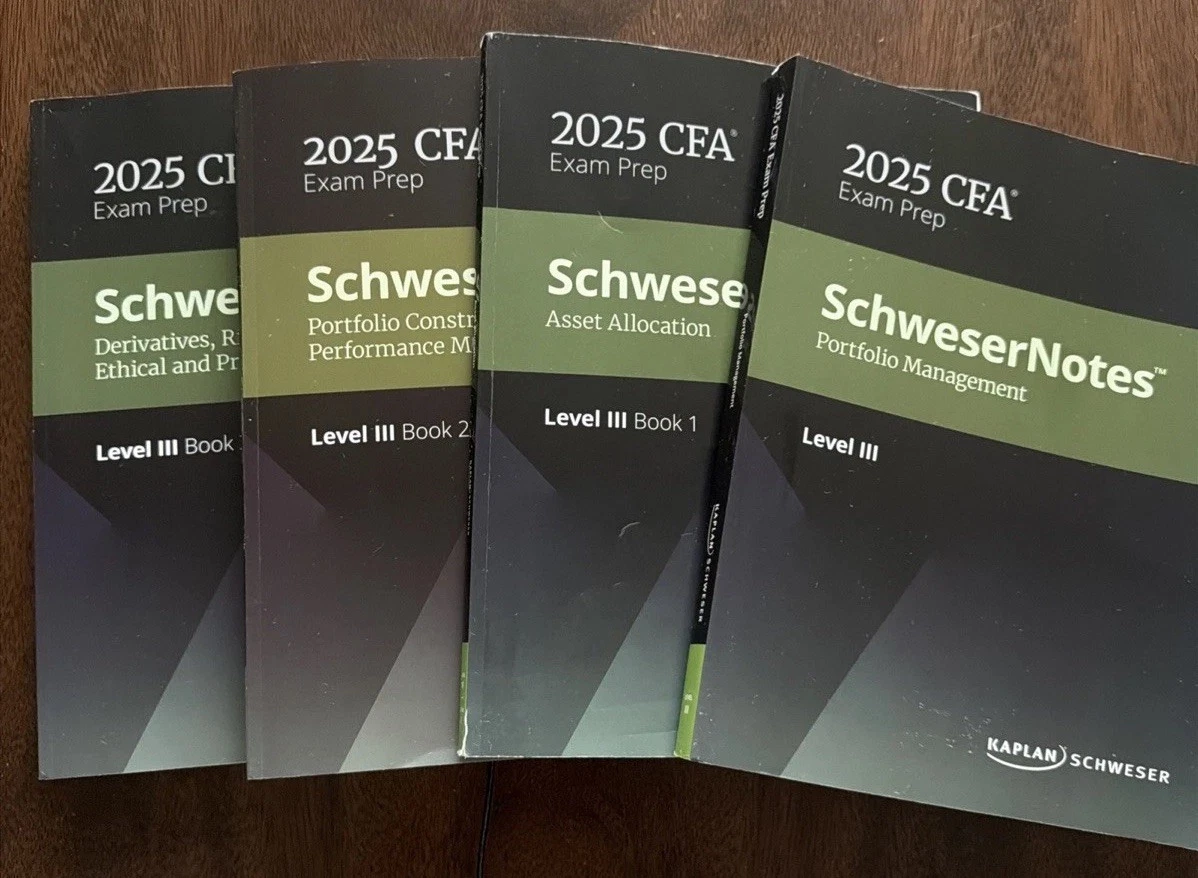 2025 CF
Exam Prep
Schwe
Derivatives, R
Ethical and Pr
Level III Book
2025 CFA
Exam Prep
Schwes
Portfolio Constr
Performance M
Level III Book 2
2025 CFA®
Exam Prep
Schwese
Asset Allocation
Level III Book 1
2025 CFA Exam Prep
Portfolio Management
KAPLAN SCHWESER
2025 CFA®
Exam Prep
SchweserNotes™
Portfolio Management
Level III
KAPLAN SCHWESER